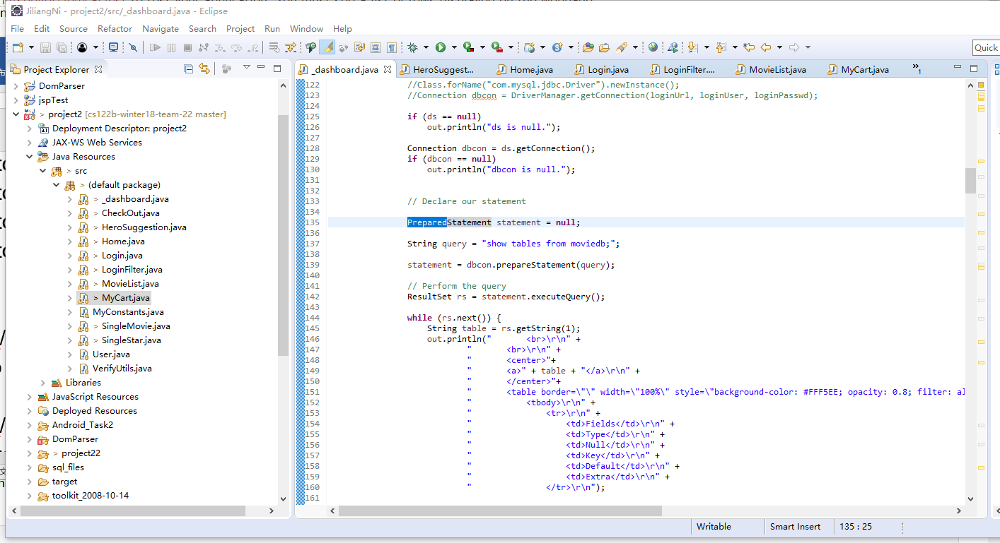 JiliangNi - project2/src/_dashboard.java - Eclipse
File Edit Source Refactor Navigate Search Project Run Window Help
Quick
Project Explorer
DomParser
jspTest
> project2 [cs122b-winter18-team-22 master]
Deployment Descriptor: project2
JAX-WS Web Services
Java Resources
> src
> (default package)
> _dashboard.java
> CheckOut.java
> HeroSuggestion.java
> Home.java
> Login.java
> LoginFilter.java
> MovieList.java
> MyCart.java
MyConstants.java
> SingleMovie.java
> SingleStar.java
User.java
VerifyUtils.java
Libraries
JavaScript Resources
Deployed Resources
Android_Task2
DomParser
> project22
sql_files
target
toolkit_2008-10-14
_dashboard.java HeroSuggest... Home.java Login.java LoginFilter.... MovieList.java MyCart.java »1
122 //Class.forName("com.mysql.jdbc.Driver").newInstance();
123 //Connection dbcon = DriverManager.getConnection(loginUrl, loginUser, loginPasswd);
124
125 if (ds == null)
126 out.println("ds is null.");
127
128 Connection dbcon = ds.getConnection();
129 if (dbcon == null)
130 out.println("dbcon is null.");
131
132
133 // Declare our statement
134
135 PreparedStatement statement = null;
136
137 String query = "show tables from moviedb;";
138
139 statement = dbcon.prepareStatement(query);
140
141 // Perform the query
142 ResultSet rs = statement.executeQuery();
143
144 while (rs.next()) {
145 String table = rs.getString(1);
146 out.println(" <br>\r\n" +
147 " <br>\r\n" +
148 " <center>"+
149 " <a>" + table + "</a>\r\n" +
150 " </center>"+
151 " <table border=\"\" width=\"100%\" style=\"background-color: #FFF5EE; opacity: 0.8; filter: al
152 " <tbody>\r\n" +
153 " <tr>\r\n" +
154 " <td>Fields</td>\r\n" +
155 " <td>Type</td>\r\n" +
156 " <td>Null</td>\r\n" +
157 " <td>Key</td>\r\n" +
158 " <td>Default</td>\r\n" +
159 " <td>Extra</td>\r\n" +
160 " </tr>\r\n");
161
Writable Smart Insert 135 : 25